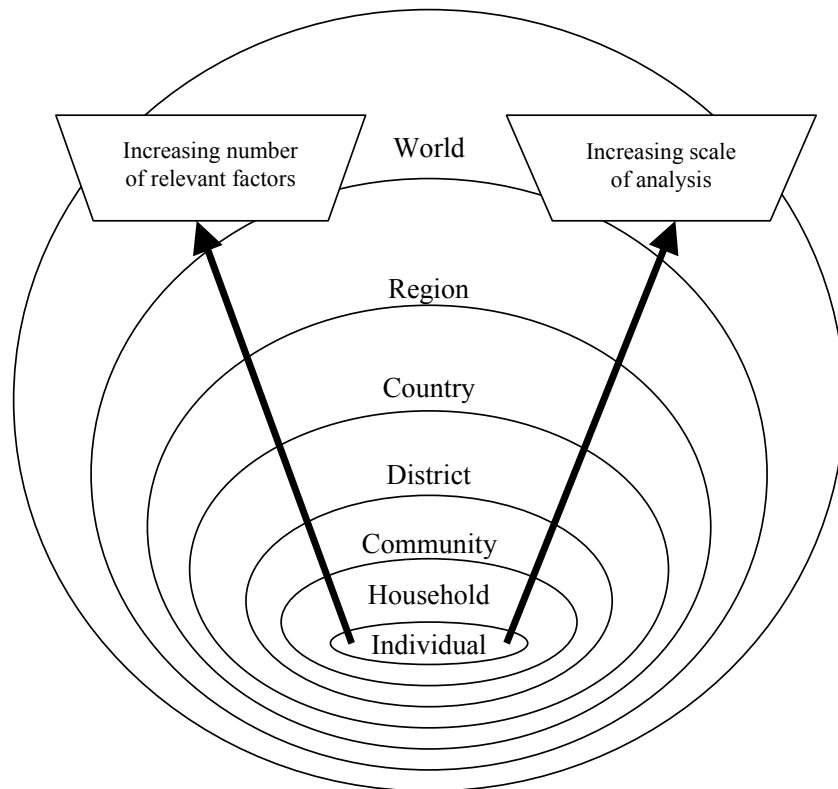 Increasing number
of relevant factors
World
Increasing scale
of analysis
Region
Country
District
Community
Household
Individual